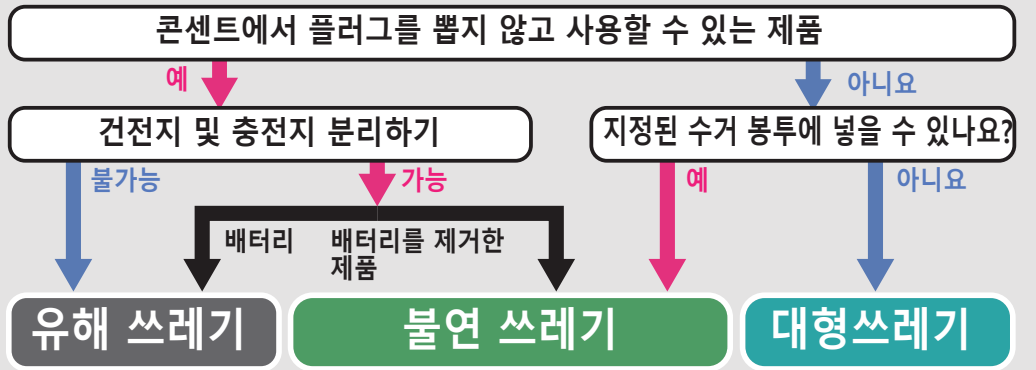 콘센트에서 플러그를 뽑지 않고 사용할 수 있는 제품
예
아니요
건전지 및 충전지 분리하기
지정된 수거 봉투에 넣을 수 있나요?
불가능
가능
예
아니요
배터리
배터리를 제거한
제품
유해 쓰레기
불연 쓰레기
대형쓰레기